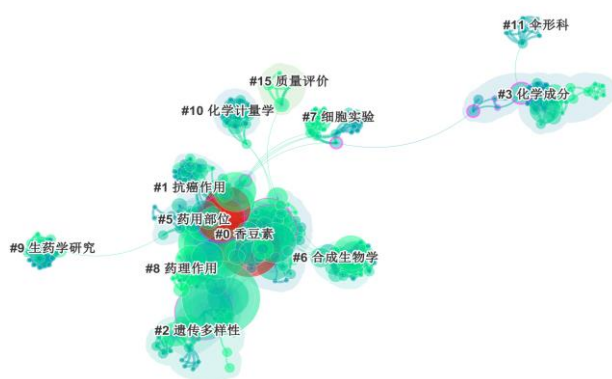 #11 伞形科
#15 质量评价
#3 化学成分
#10 化学计量学
#7 细胞实验
#1 抗癌作用
#5 药用部位
#0 香豆素
#9 生药学研究
#6 合成生物学
#8 药理作用
#2 遗传多样性